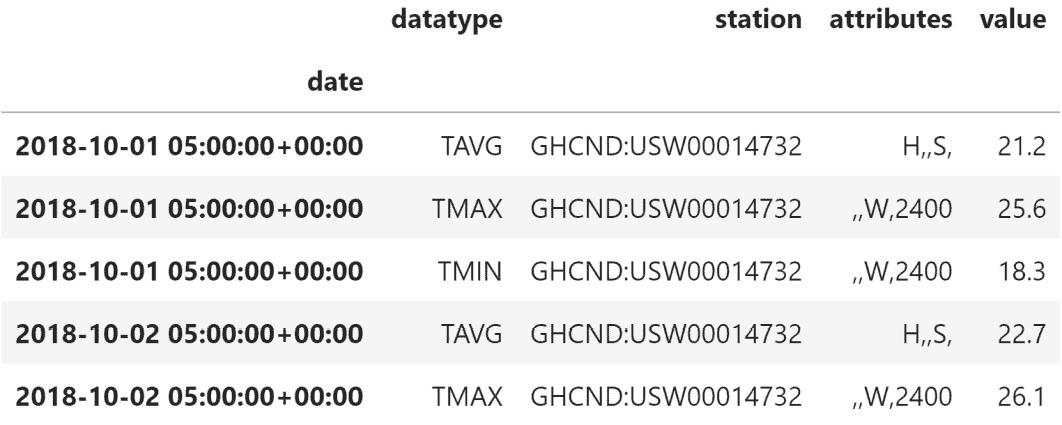 datatype station attributes value
date
2018-10-01 05:00:00+00:00 TAVG GHCND:USW00014732 H,,S, 21.2
2018-10-01 05:00:00+00:00 TMAX GHCND:USW00014732 ,,W,2400 25.6
2018-10-01 05:00:00+00:00 TMIN GHCND:USW00014732 ,,W,2400 18.3
2018-10-02 05:00:00+00:00 TAVG GHCND:USW00014732 H,,S, 22.7
2018-10-02 05:00:00+00:00 TMAX GHCND:USW00014732 ,,W,2400 26.1